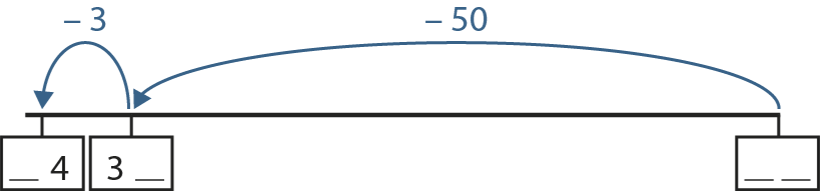 – 3 – 50
__ 4 3 __ __ __